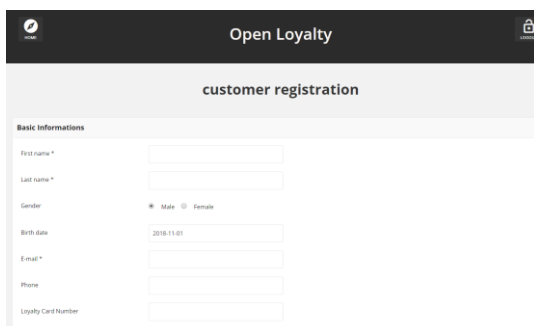 Open Loyalty
HOME
customer registration
Basic Informations
First name *
Last name *
Gender Male Female
Birth date 2018-11-01
E-mail *
Phone
Loyalty Card Number